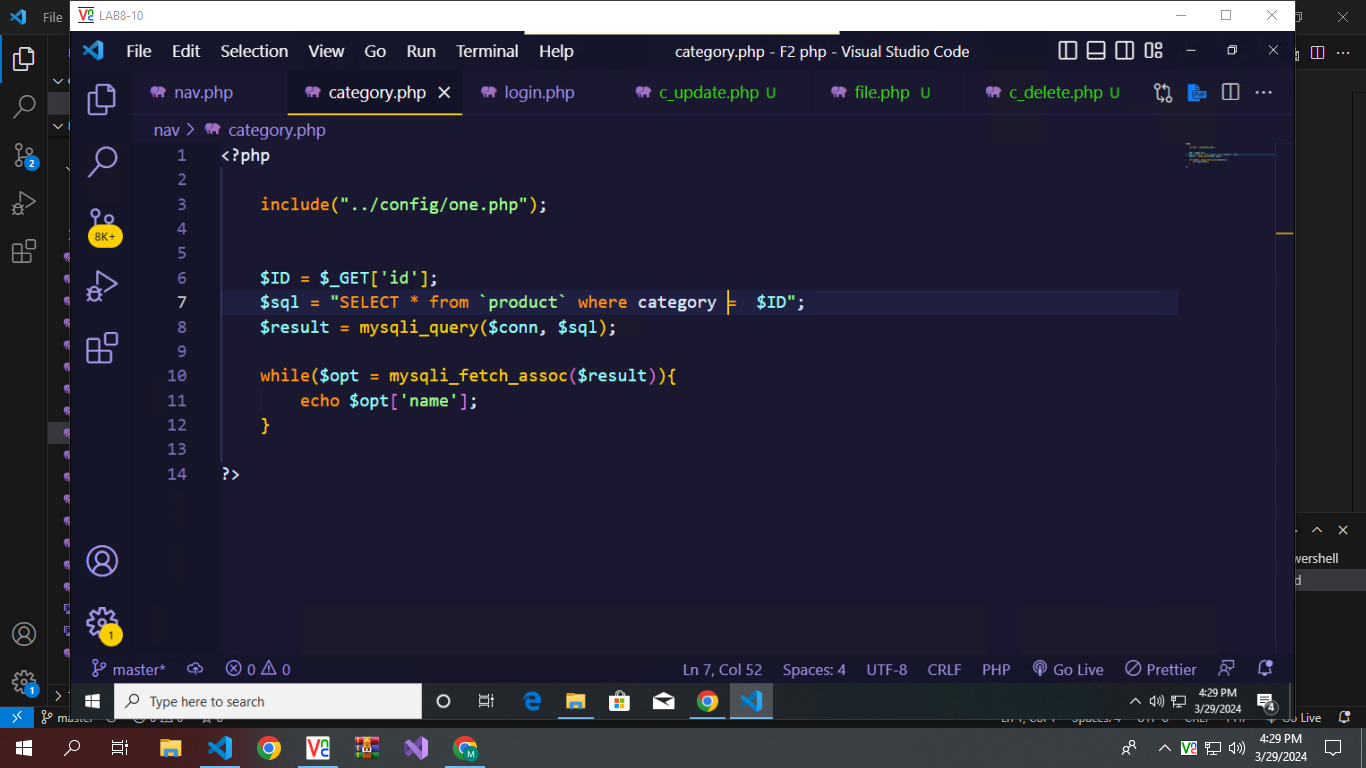 LAB8-10
File
File Edit Selection View Go Run Terminal Help
category.php - F2 php - Visual Studio Code
nav.php category.php login.php c_update.php U file.php U c_delete.php U
nav > category.php
1 <?php
2
3 include("../config/one.php");
4
5
6 $ID = $_GET['id'];
7 $sql = "SELECT * from `product` where category =  $ID";
8 $result = mysqli_query($conn, $sql);
9
10 while($opt = mysqli_fetch_assoc($result)){
11 echo $opt['name'];
12 }
13
14 ?>
2
8K+
1
1
master* 0 0 Ln 7, Col 52 Spaces: 4 UTF-8 CRLF PHP Go Live Prettier
Type here to search
4:29 PM
3/29/2024
4
4:29 PM
3/29/2024